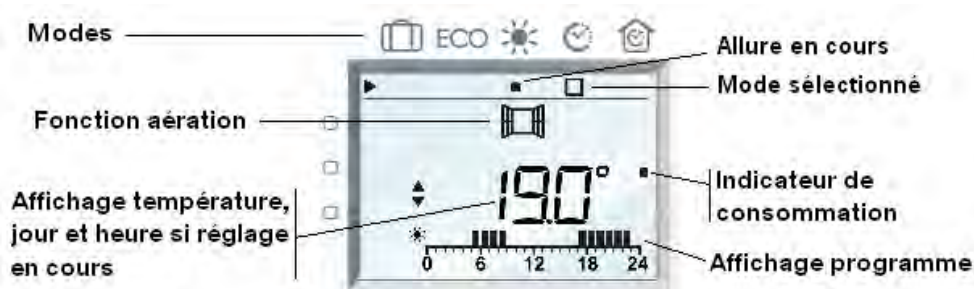 Modes
ECO
Allure en cours
Mode sélectionné
Fonction aération
19.0°
Affichage température,
jour et heure si réglage
en cours
Indicateur de
consommation
0 6 12 18 24
Affichage programme